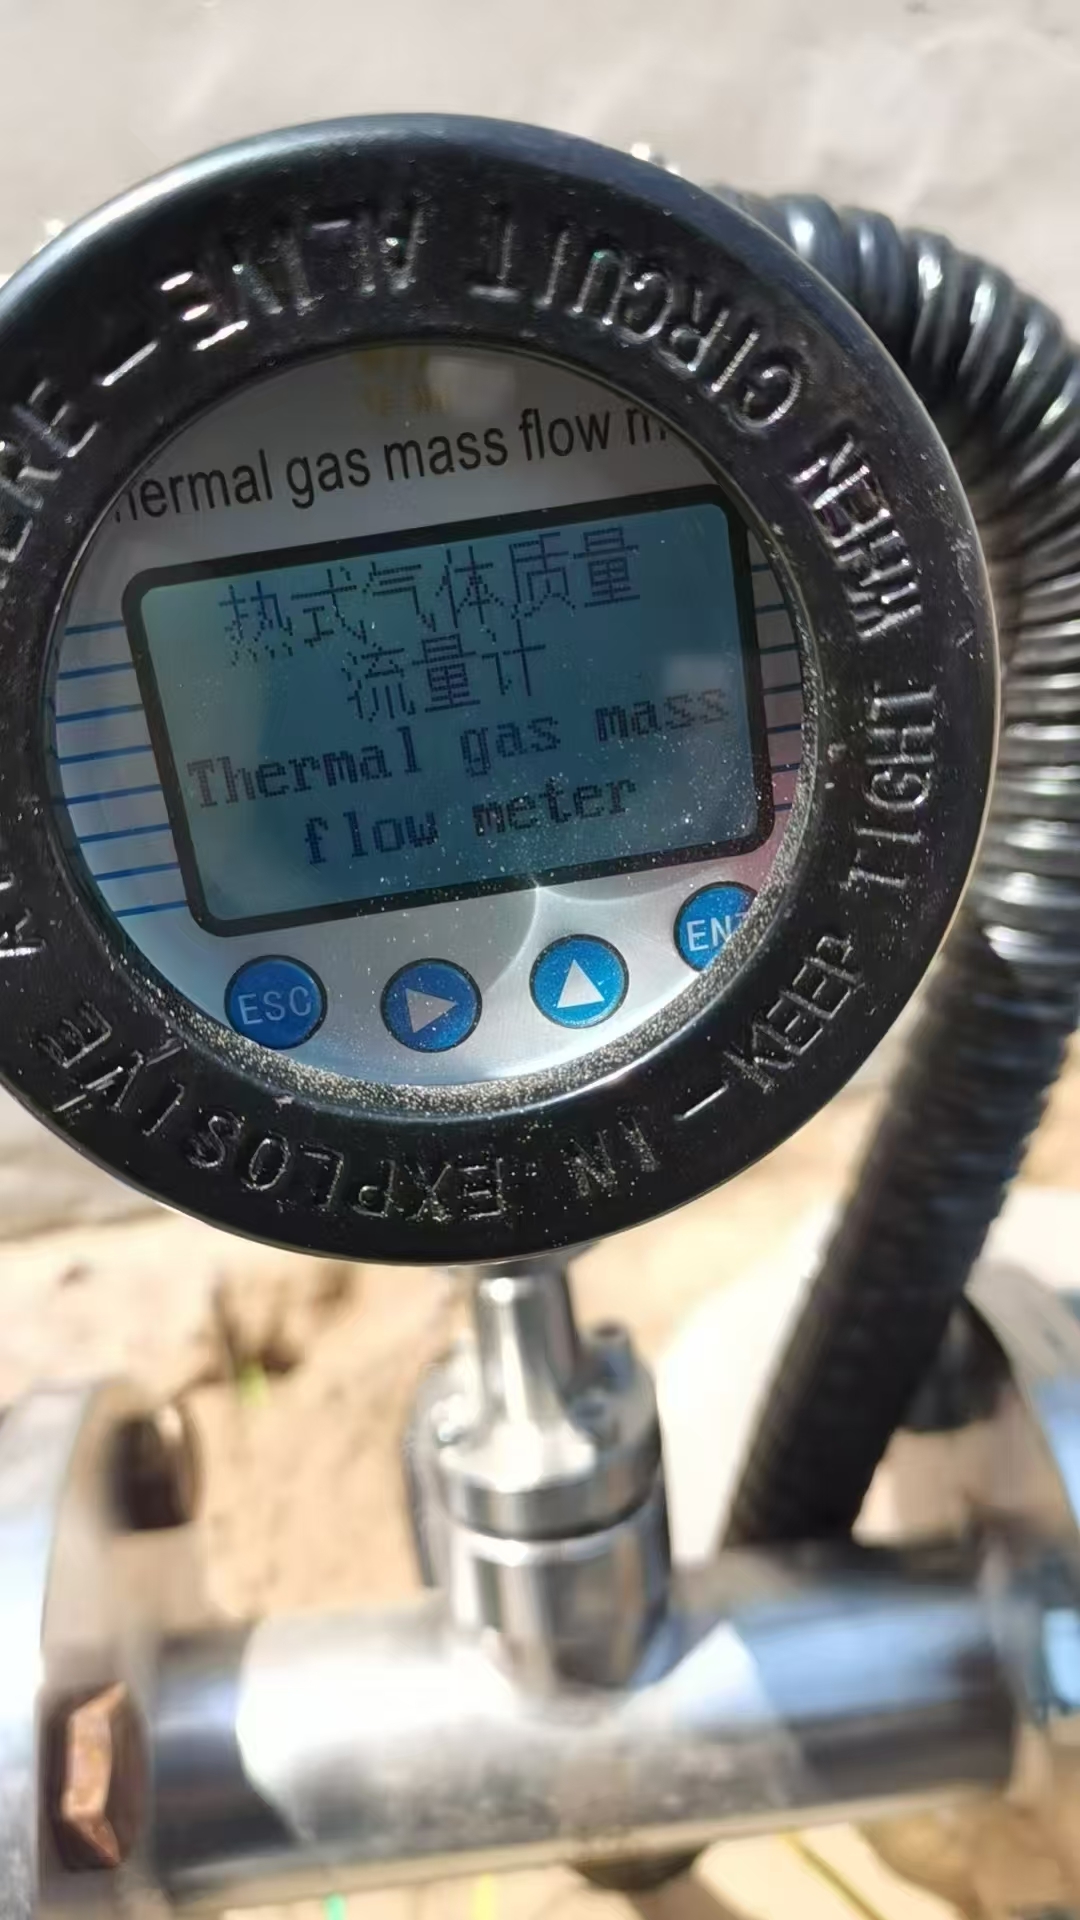 KEEP TIGHT WHEN CIRCUIT ALIVE
IN EXPLOSIVE
hermal gas mass flow m
热式气体质量
流量计
Thermal gas mass
flow meter
ESC
ENT